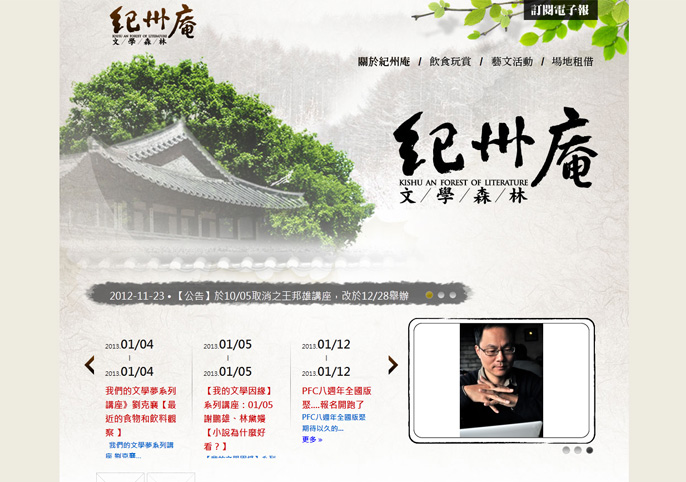 紀州庵
KISHU AN FOREST OF LITERATURE
文/學/森/林
訂閱電子報
關於紀州庵 / 飲食玩賞 / 藝文活動 / 場地租借
紀州庵
KISHU AN FOREST OF LITERATURE
文/學/森/林
2012-11-23 • 【公告】於10/05取消之王邦雄講座,改於12/28舉辦
2013.01/04
2013.01/04
我們的文學夢系列
講座》劉克襄【最
近的食物和飲料觀
察】
我們的文學夢系列講
座 劉克襄...
2013.01/05
2013.01/05
【我的文學因緣】
系列講座:01/05
謝鵬雄、林黛嫚
【小說為什麼好
看?】
2013.01/12
2013.01/12
PFC八週年全國版
聚....報名開跑了
PFC八週年全國版聚
期待以久的...
更多 »